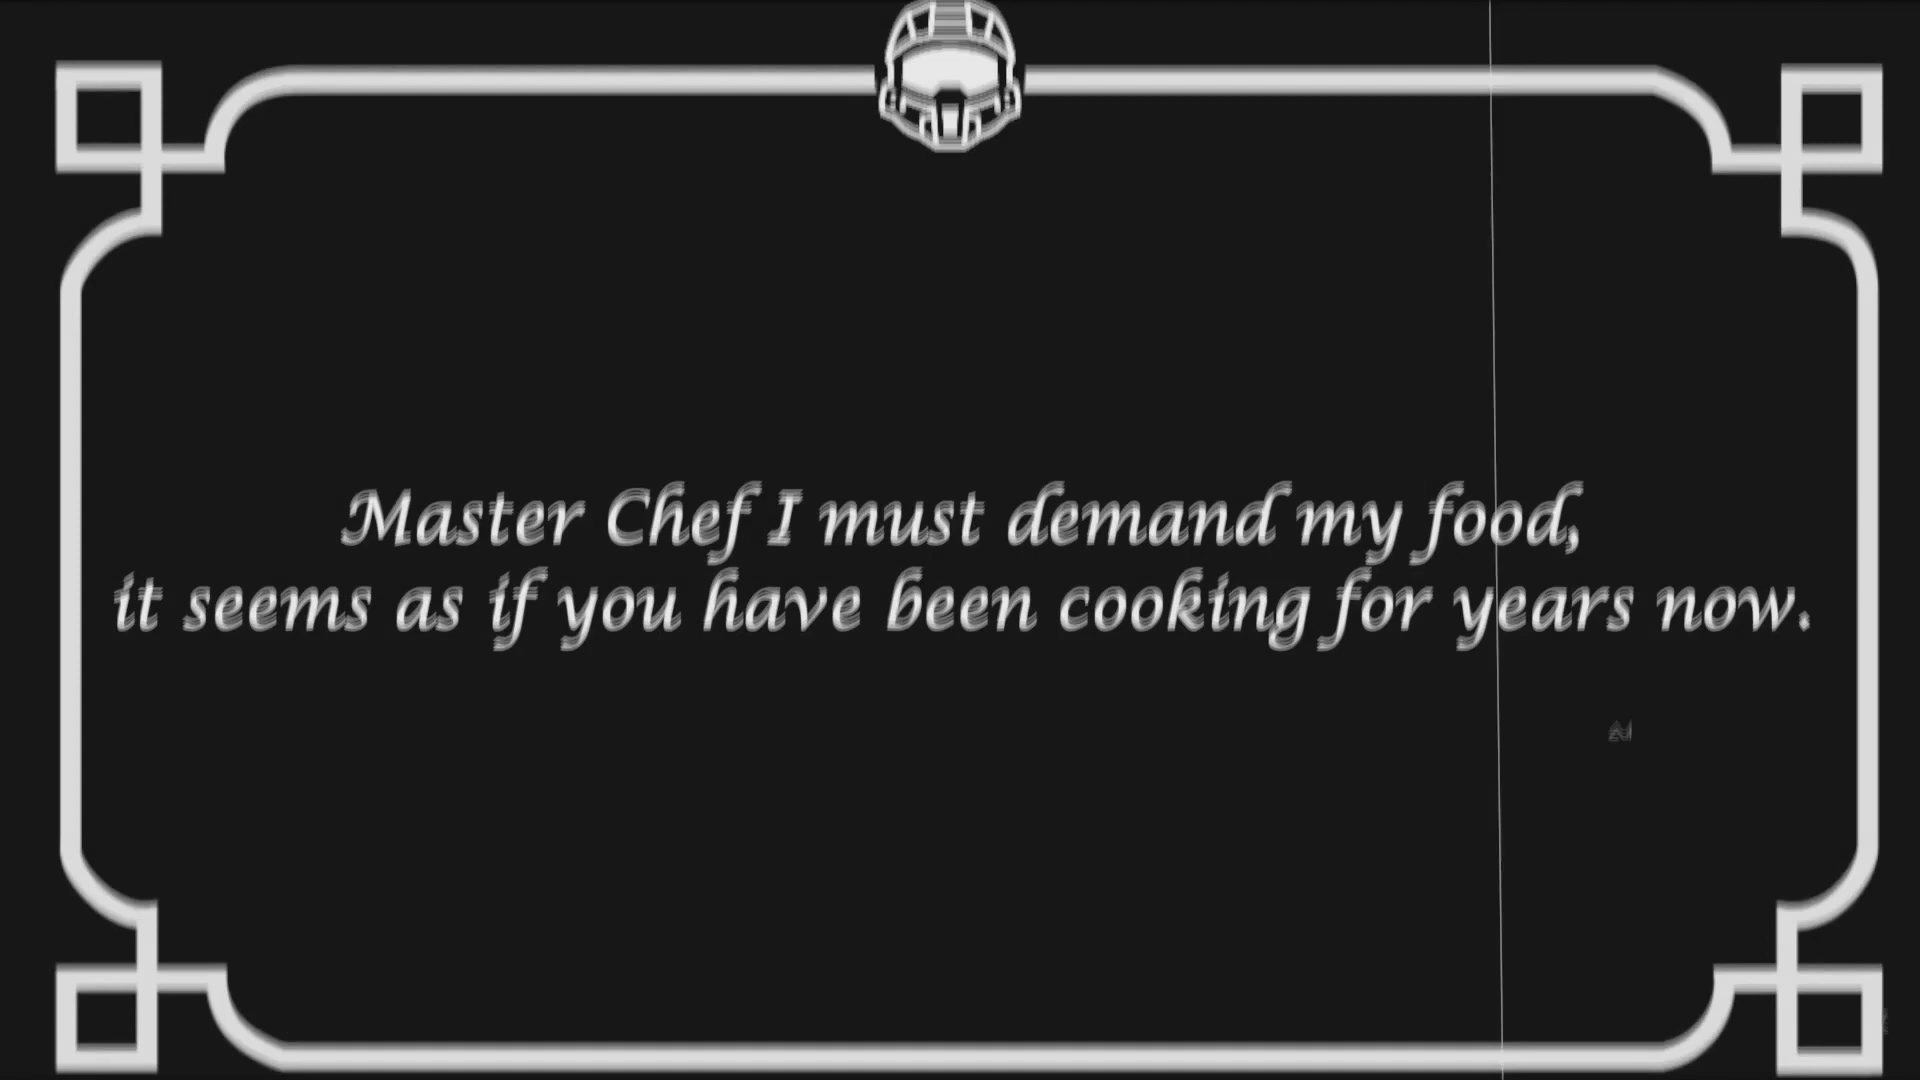 Master Chef I must demand my food,
it seems as if you have been cooking for years now.